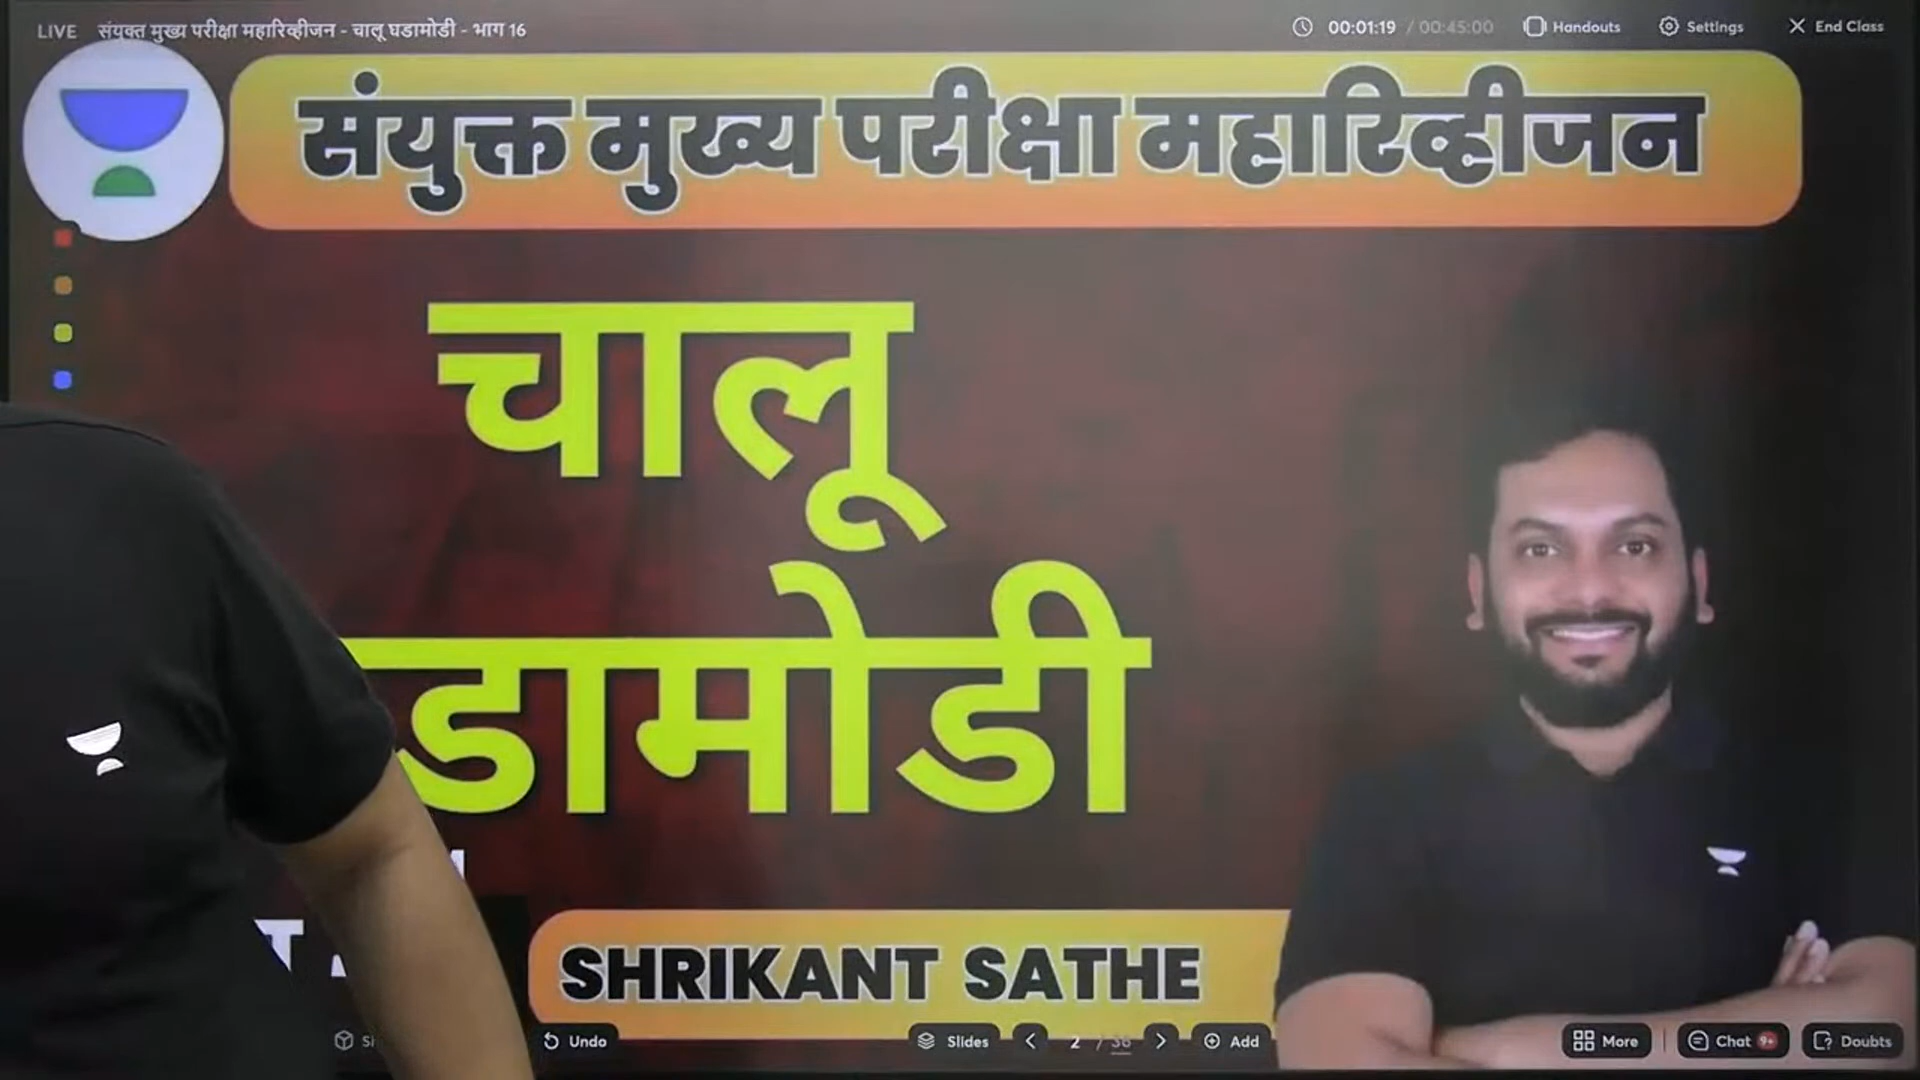 LIVE संयुक्त मुख्य परीक्षा महारिव्हीजन - चालू घडामोडी - भाग 16
00:01:19 / 00:45:00 Handouts Settings End Class
संयुक्त मुख्य परीक्षा महारिव्हीजन
चालू
डामोडी
SHRIKANT SATHE
Undo Slides 2 / 36 Add More Chat 9+ Doubts